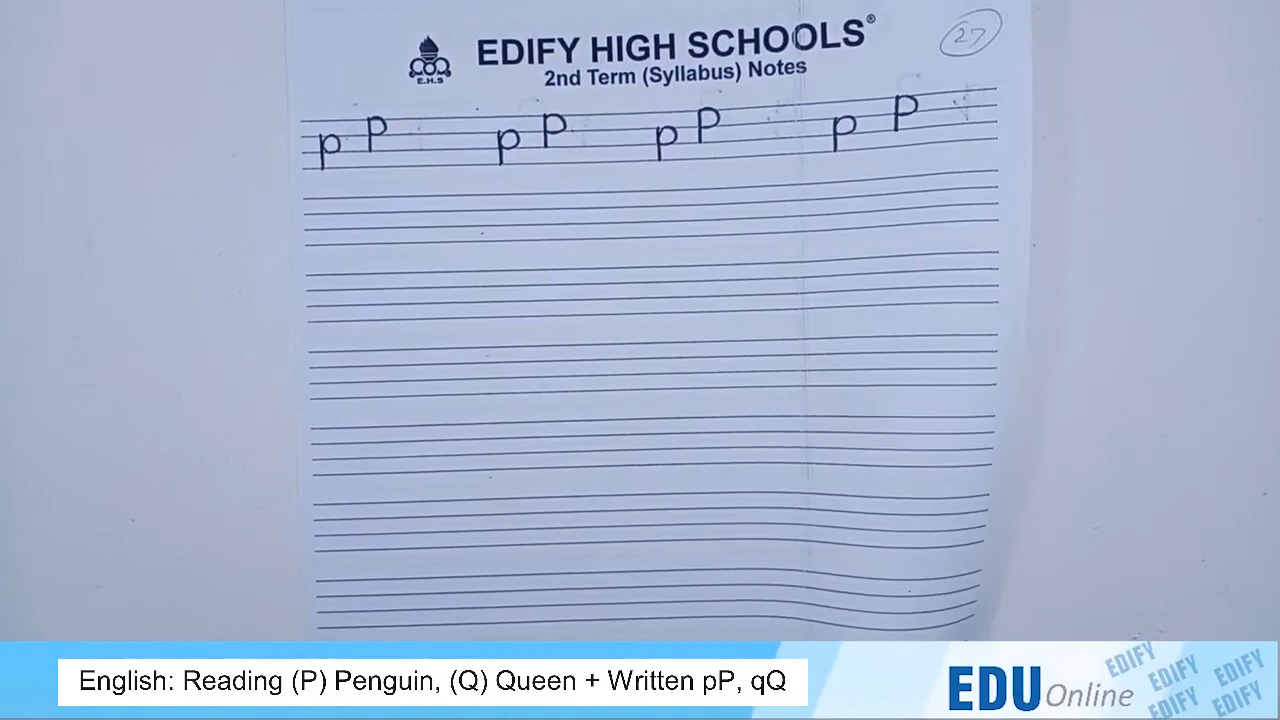 EDIFY HIGH SCHOOLS®
27
E.H.S
2nd Term (Syllabus) Notes
p P p P p P p P
English: Reading (P) Penguin, (Q) Queen + Written pP, qQ
EDU Online
EDIFY EDIFY EDIFY
EDIFY EDIFY